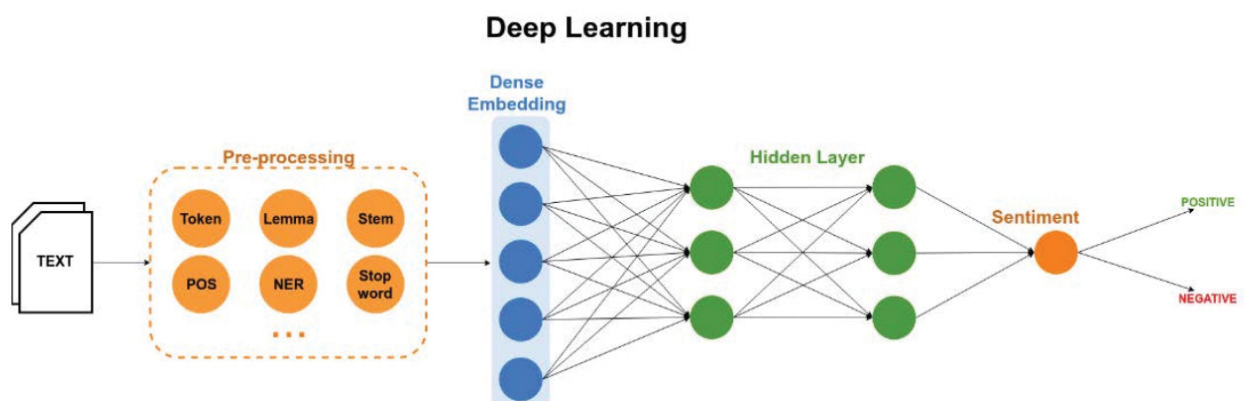 Deep Learning
Dense
Embedding
Pre-processing
Hidden Layer
Token
Lemma
Stem
Sentiment
POSITIVE
TEXT
POS
NER
Stop
word
...
NEGATIVE